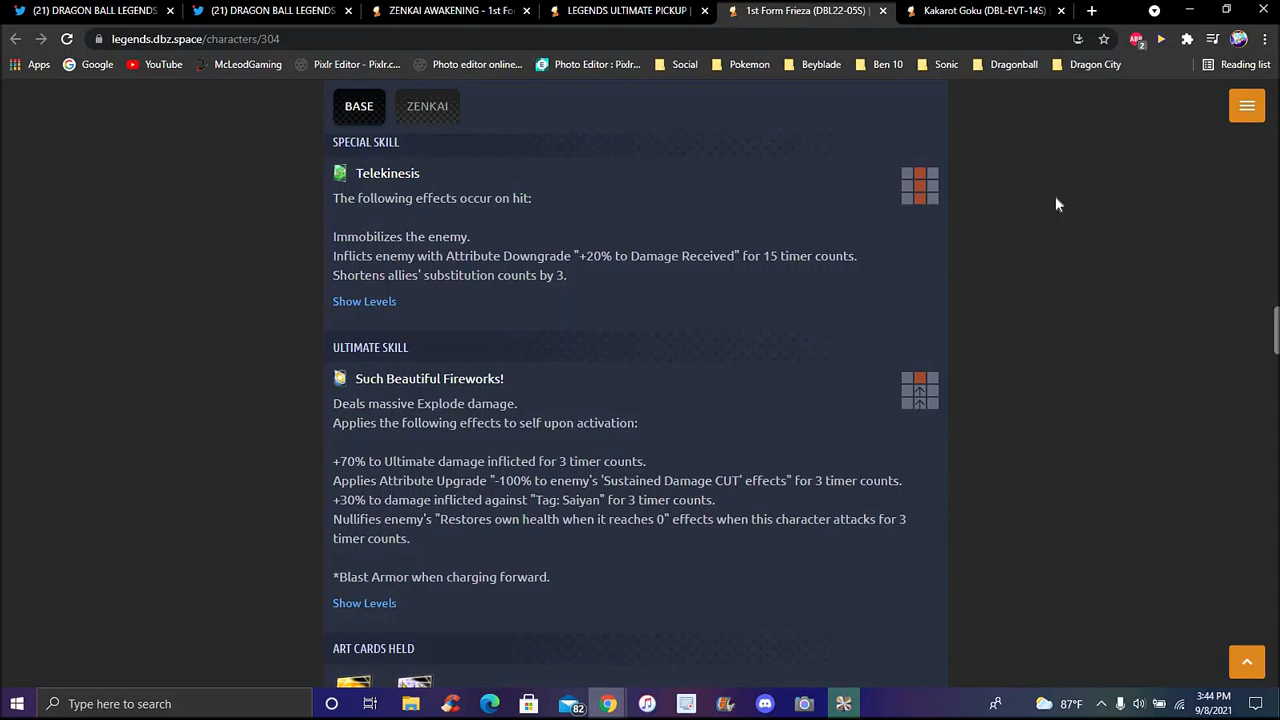 (21) DRAGON BALL LEGENDS
(21) DRAGON BALL LEGENDS
ZENKAI AWAKENING - 1st Fo
LEGENDS ULTIMATE PICKUP
1st Form Frieza (DBL22-05S)
Kakarot Goku (DBL-EVT-14S)
legends.dbz.space/characters/304
2
Apps
Google
YouTube
McLeodGaming
Pixlr Editor - Pixlr.c...
Photo editor online...
Photo Editor : Pixlr...
Social
Pokemon
Beyblade
Ben 10
Sonic
Dragonball
Dragon City
Reading list
BASE
ZENKAI
SPECIAL SKILL
Telekinesis
The following effects occur on hit:
Immobilizes the enemy.
Inflicts enemy with Attribute Downgrade "+20% to Damage Received" for 15 timer counts.
Shortens allies' substitution counts by 3.
Show Levels
ULTIMATE SKILL
Such Beautiful Fireworks!
Deals massive Explode damage.
Applies the following effects to self upon activation:
+70% to Ultimate damage inflicted for 3 timer counts.
Applies Attribute Upgrade "-100% to enemy's 'Sustained Damage CUT' effects" for 3 timer counts.
+30% to damage inflicted against "Tag: Saiyan" for 3 timer counts.
Nullifies enemy's "Restores own health when it reaches 0" effects when this character attacks for 3
timer counts.
*Blast Armor when charging forward.
Show Levels
ART CARDS HELD
Type here to search
82
87°F
3:44 PM
9/8/2021